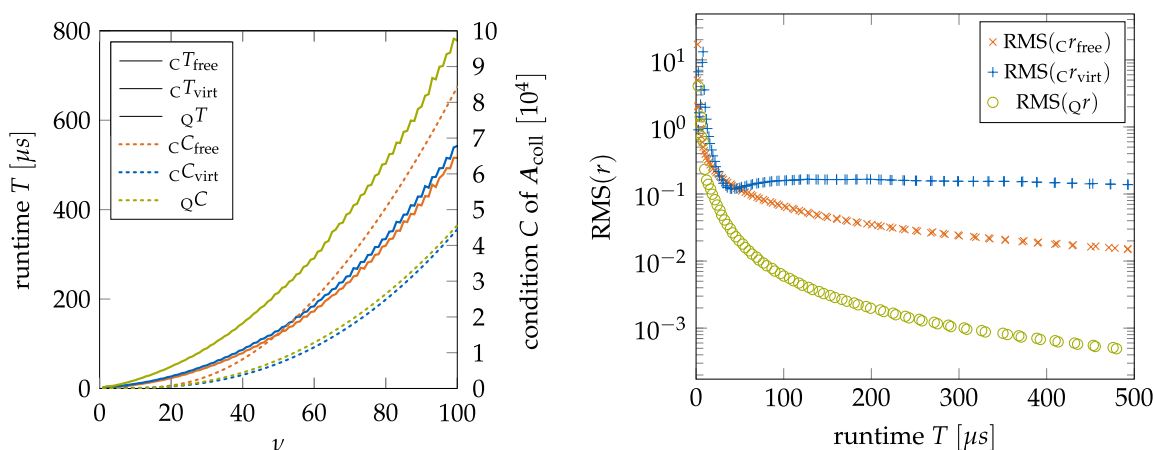 800
600
400
200
0
runtime T [μs]
CTfree
CTvirt
QT
CCfree
CCvirt
QC
0 20 40 60 80 100
ν
10
9
8
7
6
5
4
3
2
1
0
condition C of Acoll [10⁴]
10¹
10⁰
10⁻¹
10⁻²
10⁻³
RMS(r)
RMS(Crfree)
RMS(Crvirt)
RMS(Qr)
0 100 200 300 400 500
runtime T [μs]